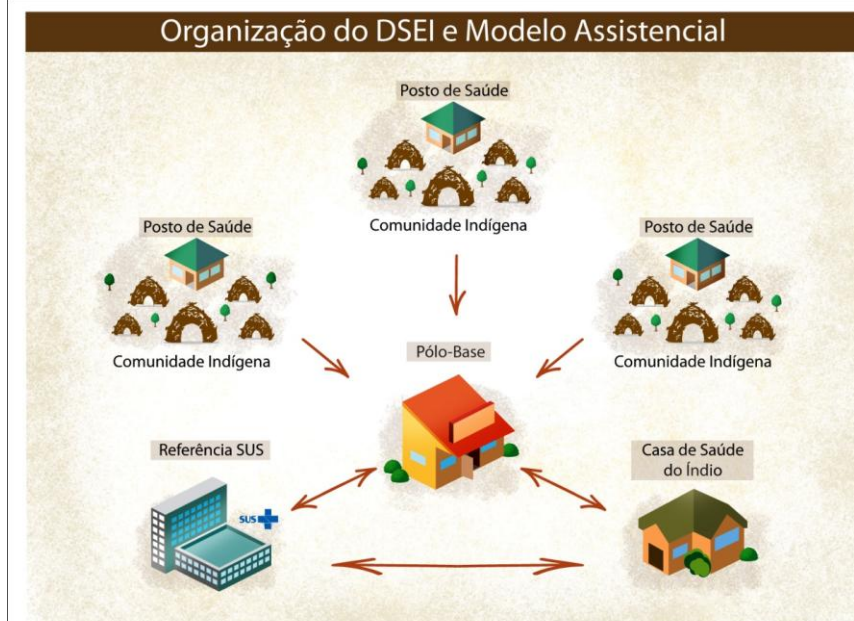 Organização do DSEI e Modelo Assistencial
Posto de Saúde
Comunidade Indígena
Posto de Saúde
Comunidade Indígena
Posto de Saúde
Comunidade Indígena
Pólo-Base
Referência SUS
SUS
Casa de Saúde
do Índio